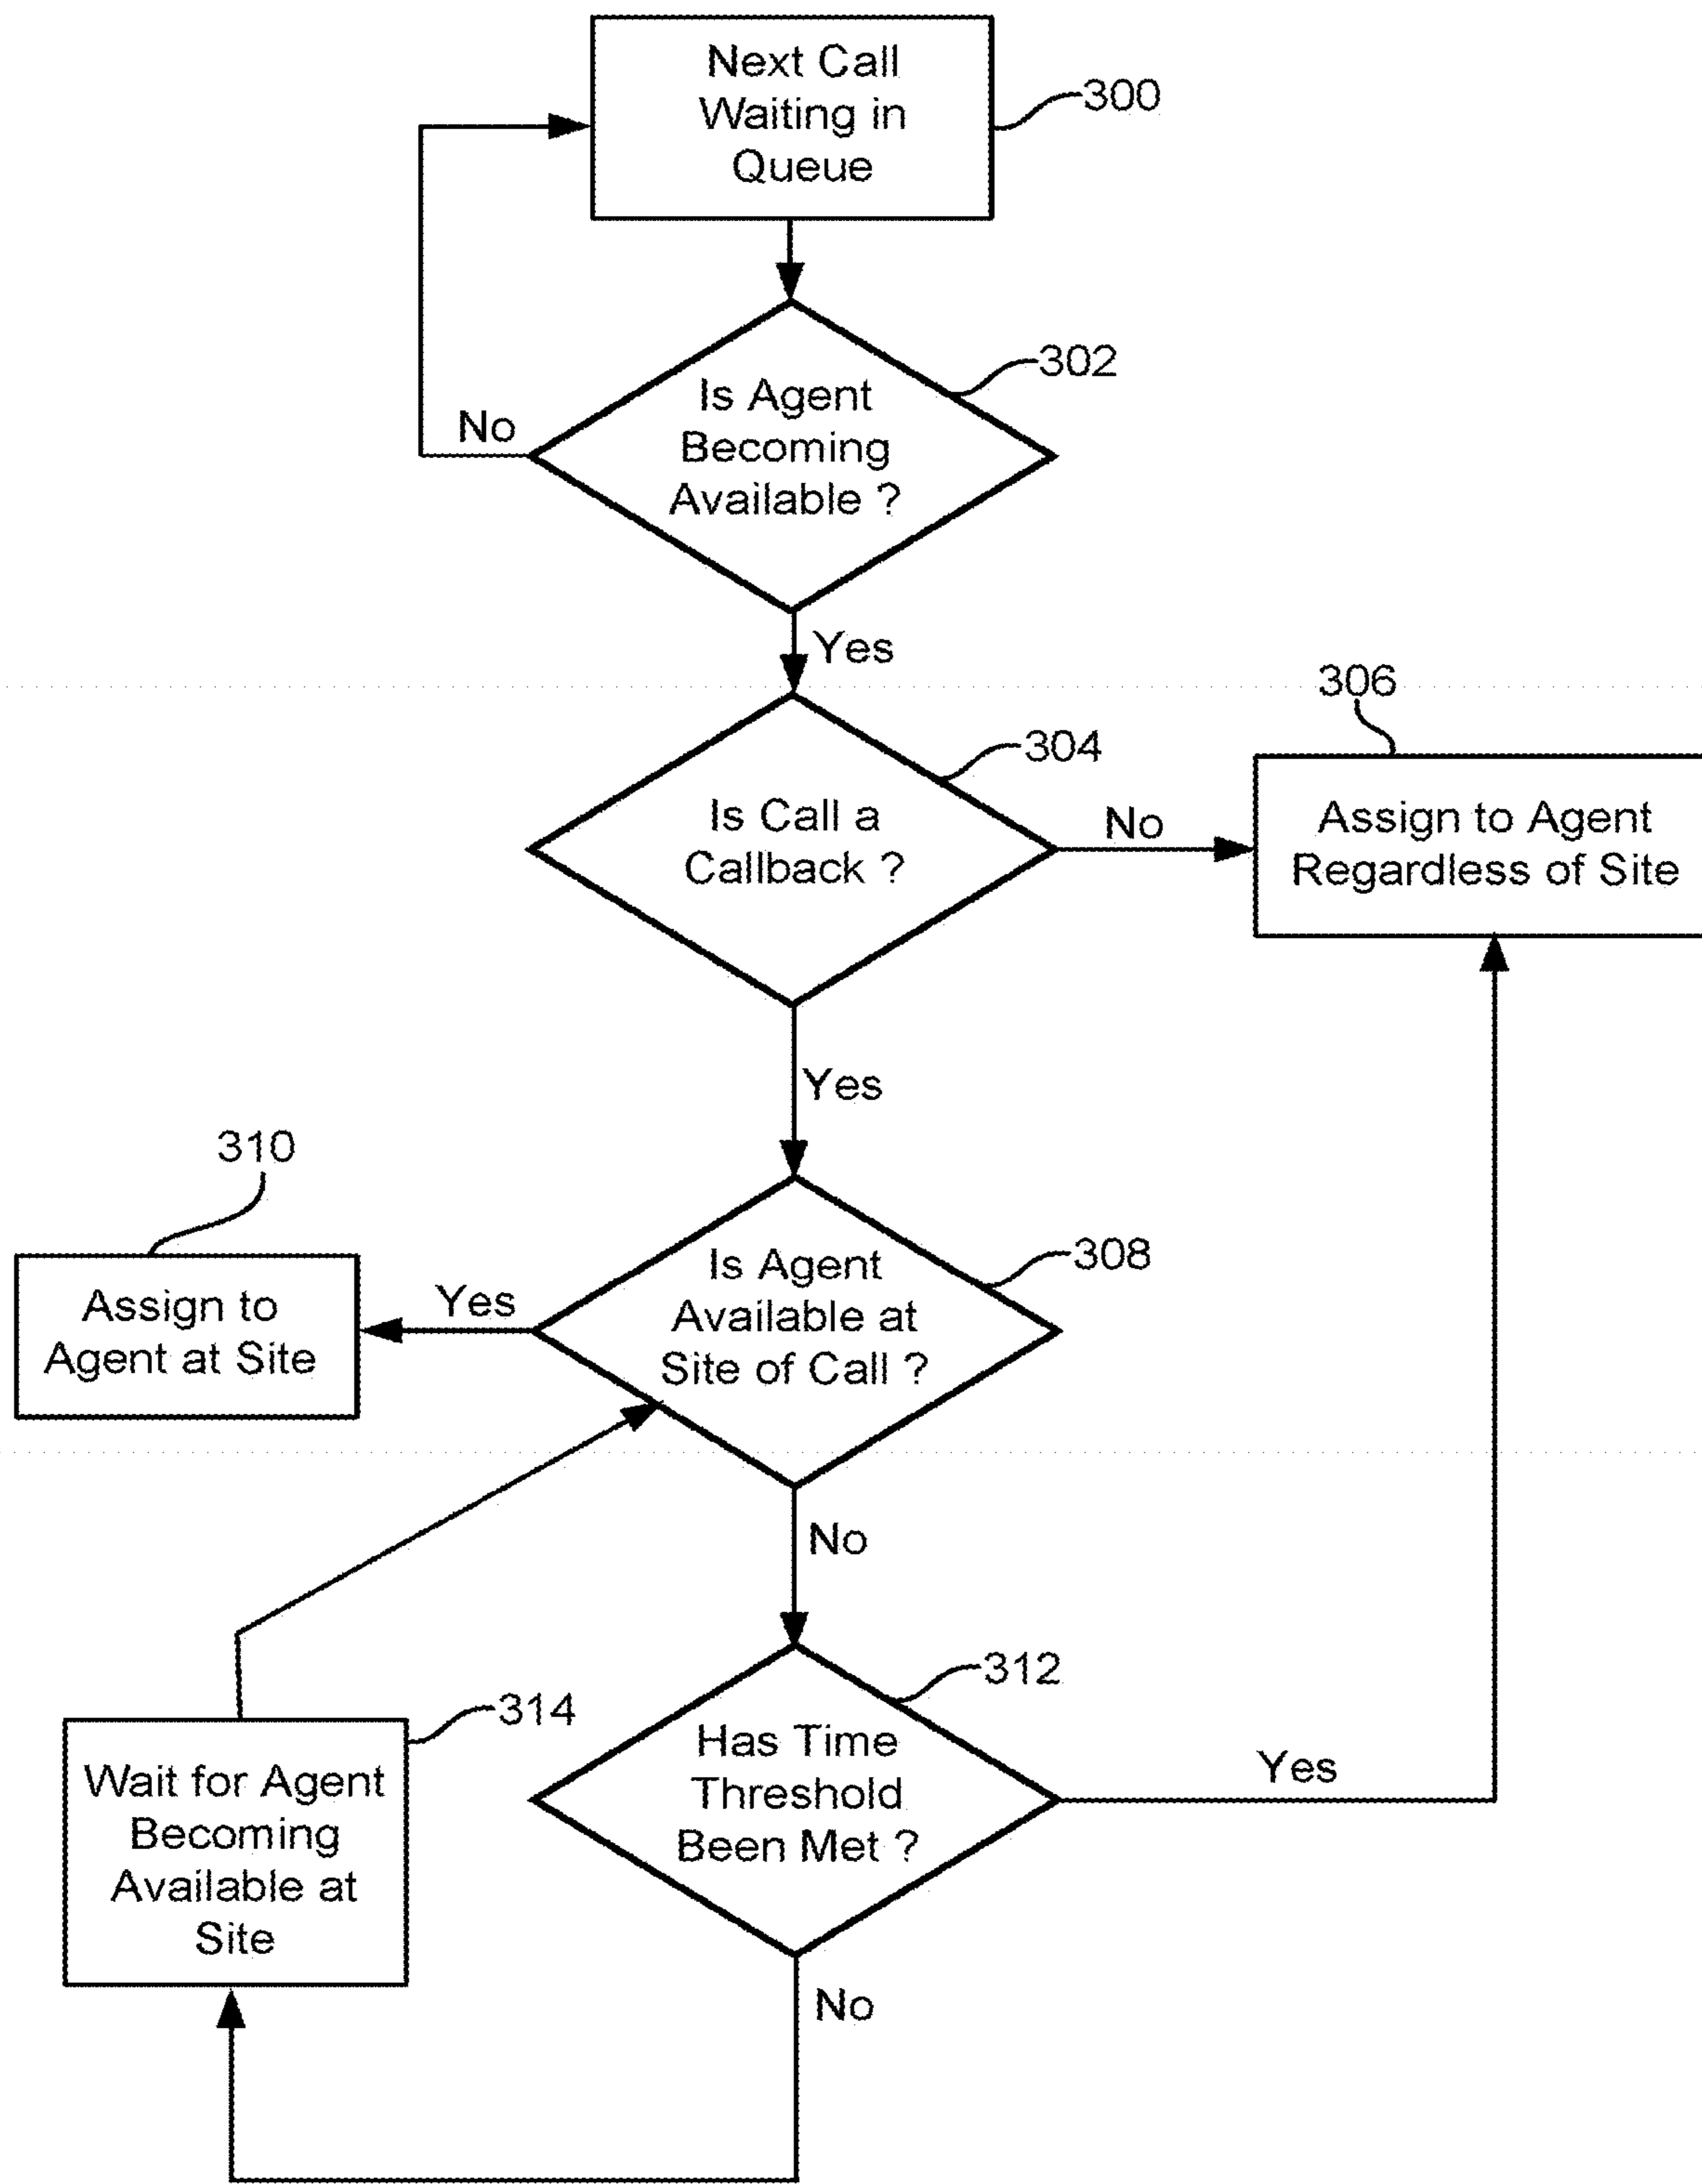 Next Call
Waiting in
Queue
300
302
Is Agent
Becoming
Available ?
No
Yes
304
306
Is Call a
Callback ?
No
Assign to Agent
Regardless of Site
Yes
310
308
Is Agent
Available at
Site of Call ?
Yes
Assign to
Agent at Site
No
312
314
Has Time
Threshold
Been Met ?
Yes
Wait for Agent
Becoming
Available at
Site
No